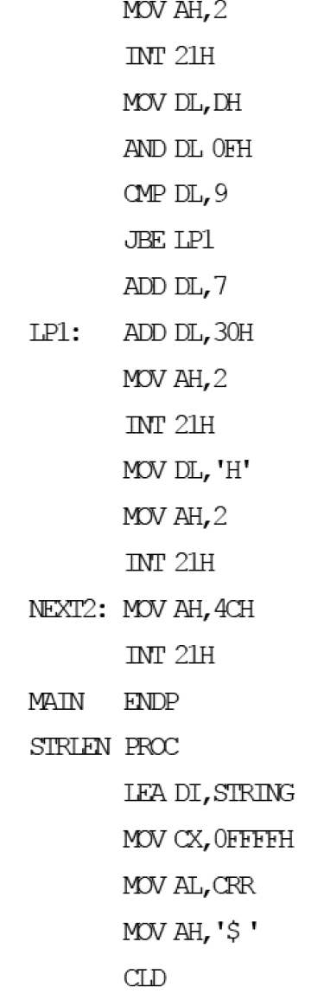 MOV AH,2
INT 21H
MOV DL,DH
AND DL 0FH
CMP DL,9
JBE LP1
ADD DL,7
LP1: ADD DL,30H
MOV AH,2
INT 21H
MOV DL,'H'
MOV AH,2
INT 21H
NEXT2: MOV AH,4CH
INT 21H
MAIN ENDP
STRLEN PROC
LEA DI,STRING
MOV CX,0FFFFH
MOV AL,CRR
MOV AH,'$ '
CLD